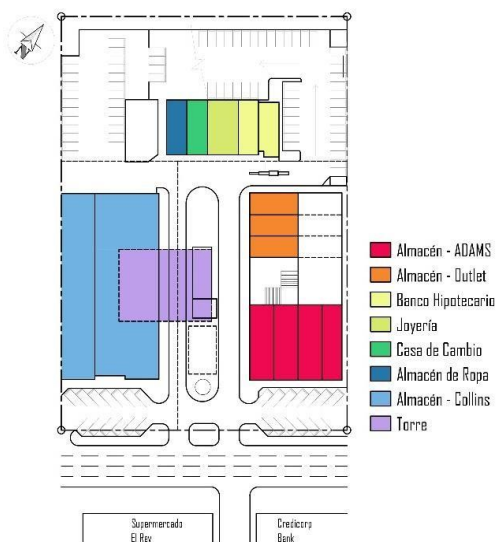 Almacén - ADAMS
Almacén - Outlet
Banco Hipotecario
Joyería
Casa de Cambio
Almacén de Ropa
Almacén - Collins
Torre
Supermercado
El Rey
Credicorp
Bank